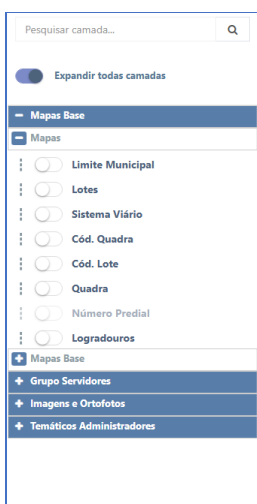 Pesquisar camada...
Expandir todas camadas
Mapas Base
Mapas
Limite Municipal
Lotes
Sistema Viário
Cód. Quadra
Cód. Lote
Quadra
Número Predial
Logradouros
Mapas Base
Grupo Servidores
Imagens e Ortofotos
Temáticos Administradores